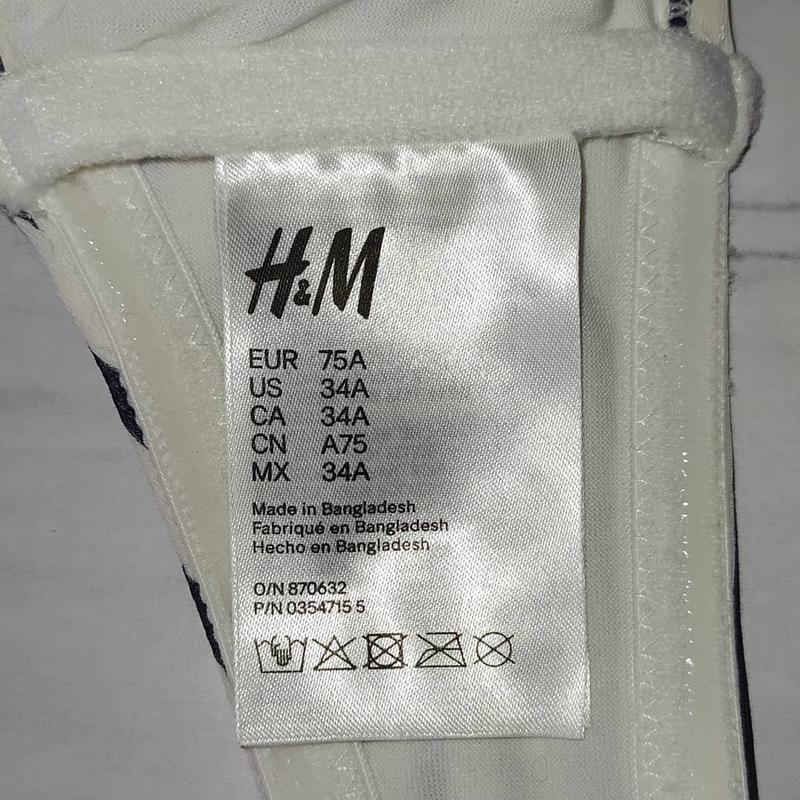 H&M
EUR 75A
US 34A
CA 34A
CN A75
MX 34A
Made in Bangladesh
Fabriqué en Bangladesh
Hecho en Bangladesh
O/N 870632
P/N 0354715 5